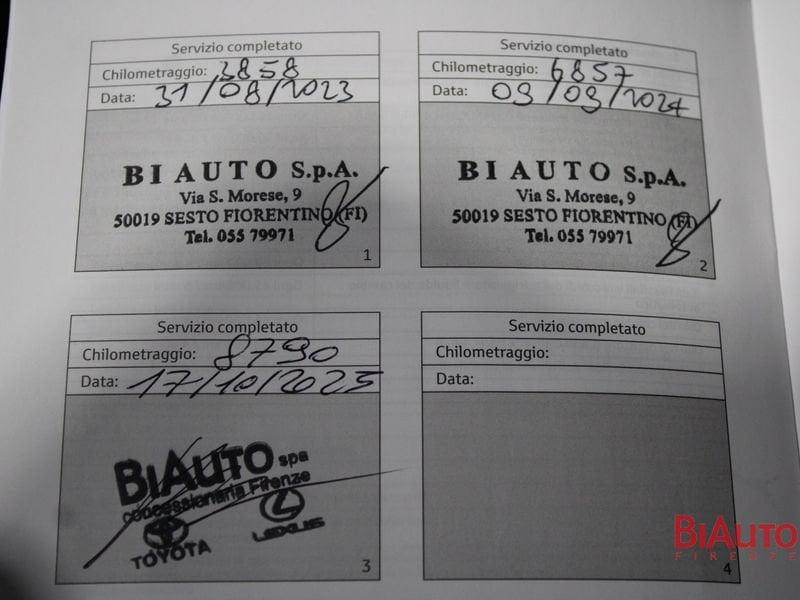 Servizio completato
Chilometraggio: 3858
Data: 31/08/2023
BI AUTO S.p.A.
Via S. Morese, 9
50019 SESTO FIORENTINO (FI)
Tel. 055 79971
1
Servizio completato
Chilometraggio: 6857
Data: 09/09/2024
BI AUTO S.p.A.
Via S. Morese, 9
50019 SESTO FIORENTINO (FI)
Tel. 055 79971
2
Servizio completato
Chilometraggio: 8790
Data: 17/10/2025
BIAUTO spa
concessionaria Firenze
TOYOTA
LEXUS
3
Servizio completato
Chilometraggio:
Data:
4
BIAUTO
FIRENZE